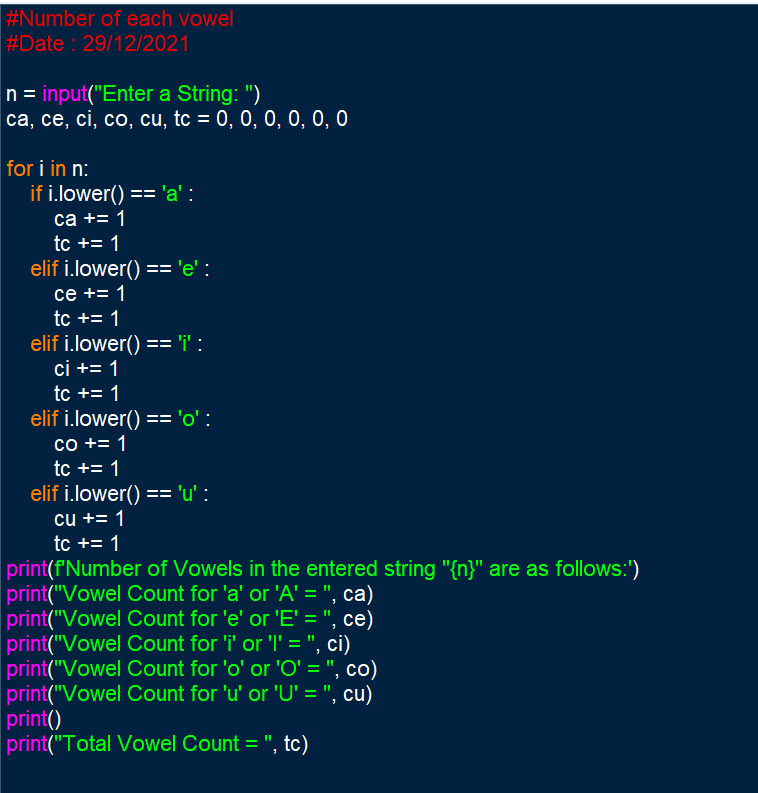 #Number of each vowel
#Date : 29/12/2021
n = input("Enter a String: ")
ca, ce, ci, co, cu, tc = 0, 0, 0, 0, 0, 0
for i in n:
    if i.lower() == 'a' :
        ca += 1
        tc += 1
    elif i.lower() == 'e' :
        ce += 1
        tc += 1
    elif i.lower() == 'i' :
        ci += 1
        tc += 1
    elif i.lower() == 'o' :
        co += 1
        tc += 1
    elif i.lower() == 'u' :
        cu += 1
        tc += 1
print(f'Number of Vowels in the entered string "{n}" are as follows:')
print("Vowel Count for 'a' or 'A' = ", ca)
print("Vowel Count for 'e' or 'E' = ", ce)
print("Vowel Count for 'i' or 'I' = ", ci)
print("Vowel Count for 'o' or 'O' = ", co)
print("Vowel Count for 'u' or 'U' = ", cu)
print()
print("Total Vowel Count = ", tc)